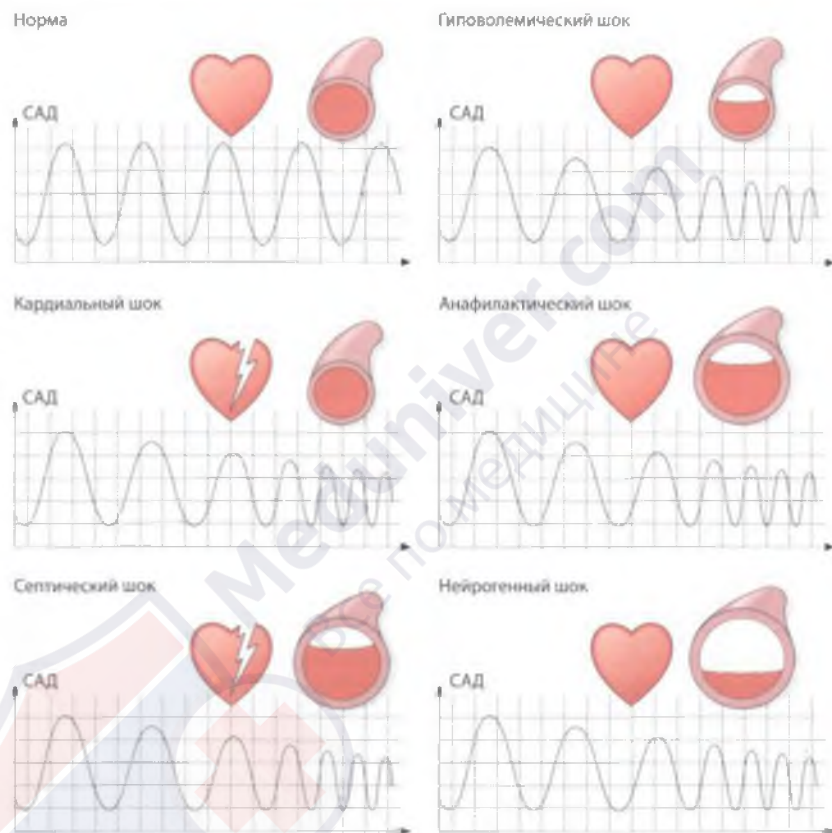 Норма
САД
Гиповолемический шок
САД
Кардиальный шок
САД
Анафилактический шок
САД
Септический шок
САД
Нейрогенный шок
САД
Meduniver.com
Все по медицине